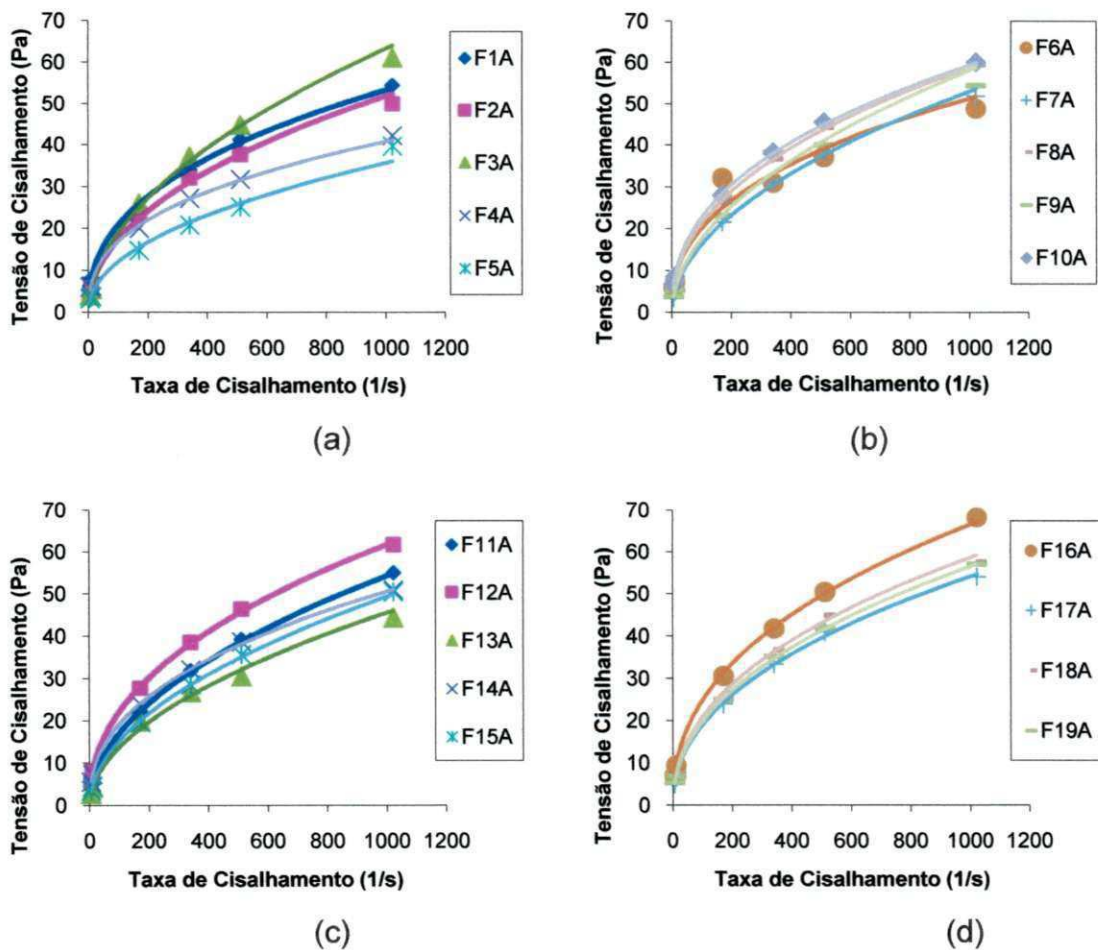 Tensão de Cisalhamento (Pa)
70
60
50
40
30
20
10
0
0 200 400 600 800 1000 1200
Taxa de Cisalhamento (1/s)
F1A
F2A
F3A
F4A
F5A
(a)
Tensão de Cisalhamento (Pa)
70
60
50
40
30
20
10
0
0 200 400 600 800 1000 1200
Taxa de Cisalhamento (1/s)
F6A
F7A
F8A
F9A
F10A
(b)
Tensão de Cisalhamento (Pa)
70
60
50
40
30
20
10
0
0 200 400 600 800 1000 1200
Taxa de Cisalhamento (1/s)
F11A
F12A
F13A
F14A
F15A
(c)
Tensão de Cisalhamento (Pa)
70
60
50
40
30
20
10
0
0 200 400 600 800 1000 1200
Taxa de Cisalhamento (1/s)
F16A
F17A
F18A
F19A
(d)